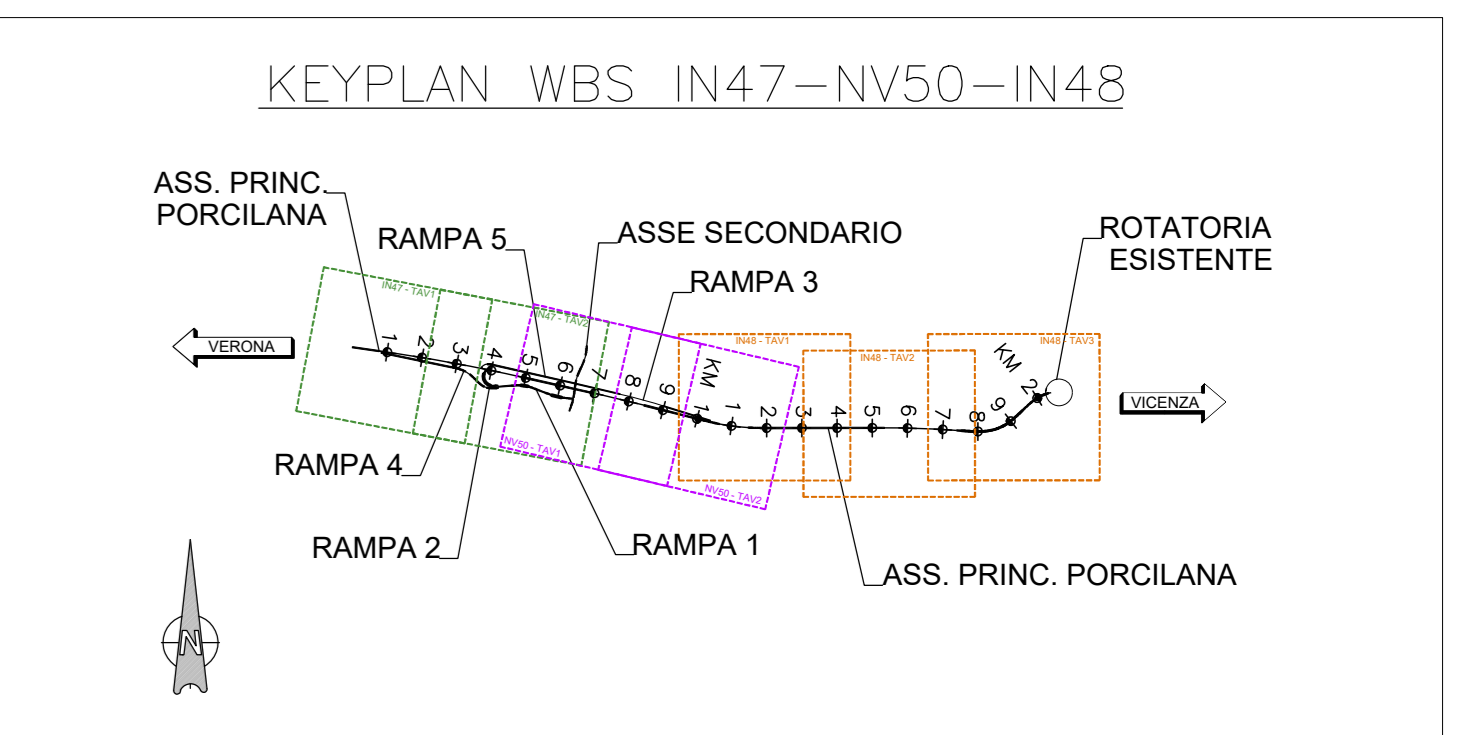 KEYPLAN WBS IN47-NV50-IN48
ASS. PRINC.
PORCILANA
RAMPA 5
ASSE SECONDARIO
RAMPA 3
ROTATORIA
ESISTENTE
VERONA
VICENZA
IN47 - TAV1
IN47 - TAV2
IN48 - TAV1
IN48 - TAV2
IN48 - TAV3
1
2
3
4
5
6
7
8
9
KM
1
1
2
3
4
5
6
7
8
9
KM
2
NV50 - TAV1
NV50 - TAV2
RAMPA 4
RAMPA 2
RAMPA 1
ASS. PRINC. PORCILANA
N